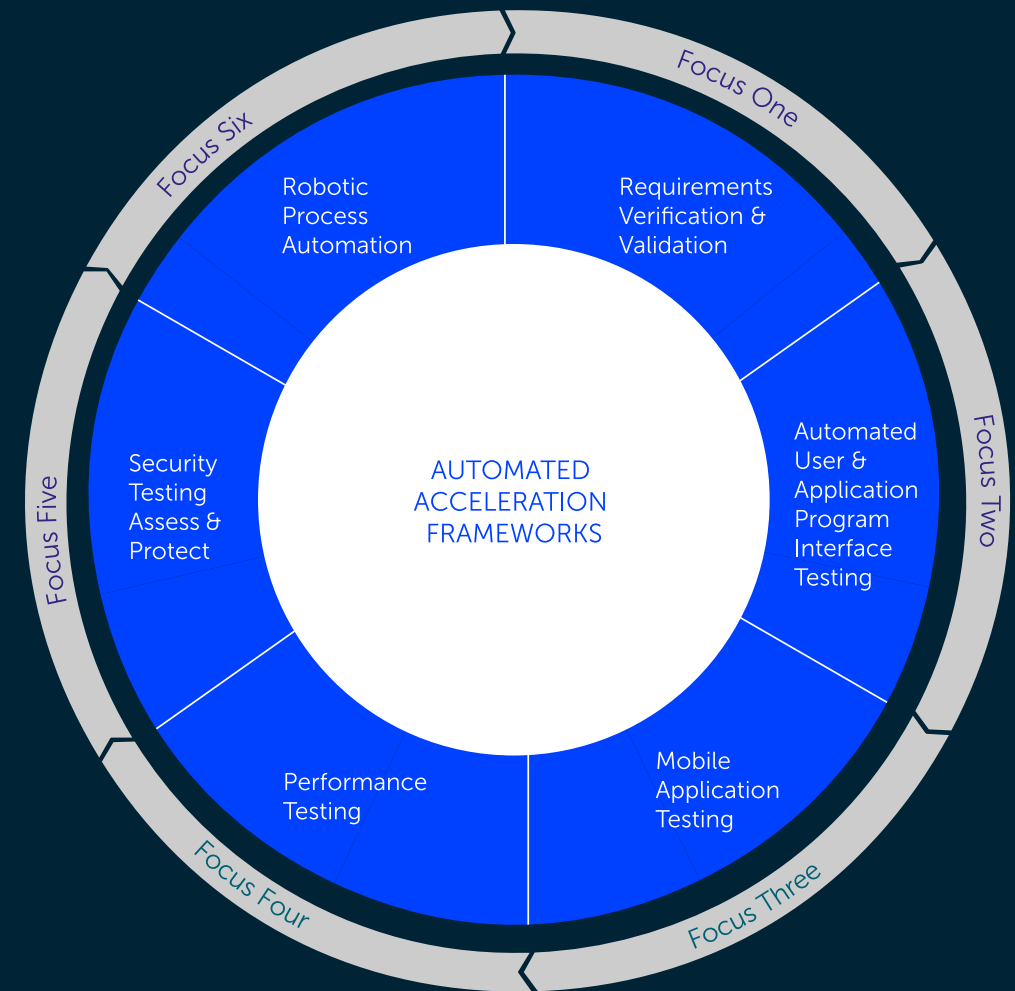 Focus One
Requirements
Verification &
Validation
Focus Two
Automated
User &
Application
Program
Interface
Testing
Focus Three
Mobile
Application
Testing
Focus Four
Performance
Testing
Focus Five
Security
Testing
Assess &
Protect
Focus Six
Robotic
Process
Automation
AUTOMATED
ACCELERATION
FRAMEWORKS